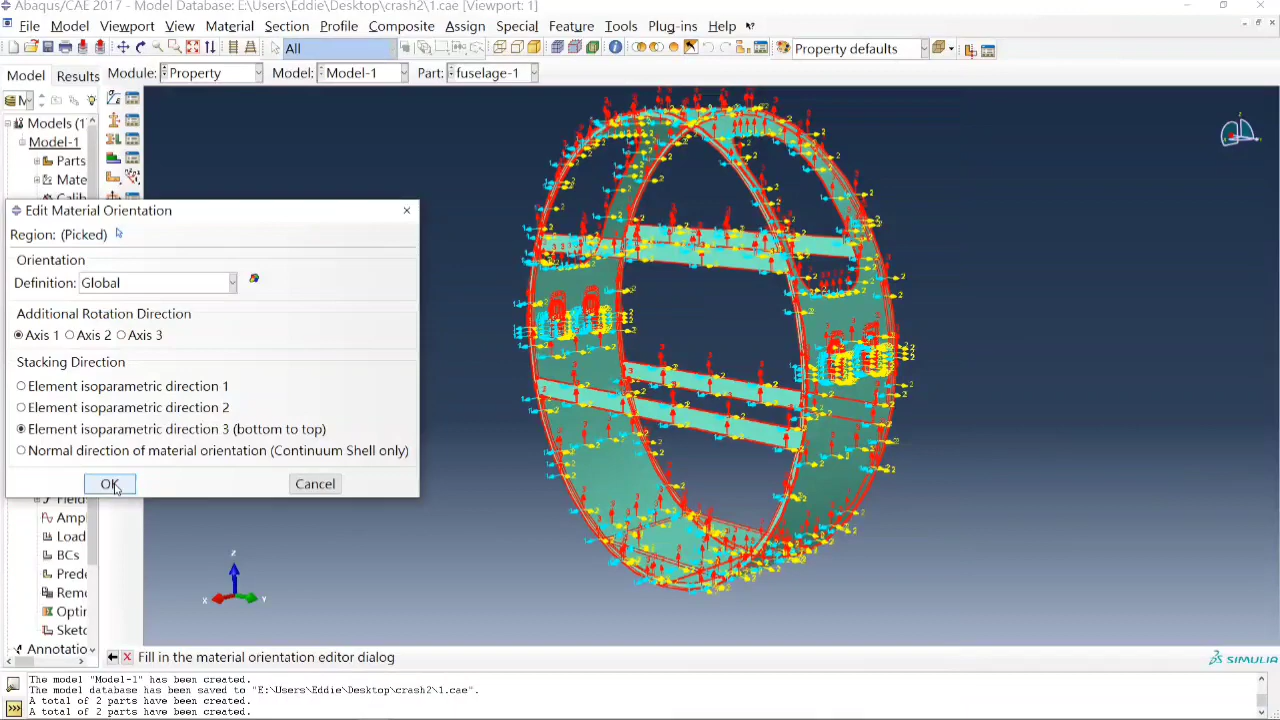 Abaqus/CAE 2017 - Model Database: E:\Users\Eddie\Desktop\crash2\1.cae [Viewport: 1]
File Model Viewport View Material Section Profile Composite Assign Special Feature Tools Plug-ins Help
All Property defaults
Model Results Module: Property Model: Model-1 Part: fuselage-1
Models (1
Model-1
Parts
Mate
Calib
Edit Material Orientation
Region: (Picked)
Orientation
Definition: Global
Additional Rotation Direction
Axis 1 Axis 2 Axis 3
Stacking Direction
Element isoparametric direction 1
Element isoparametric direction 2
Element isoparametric direction 3 (bottom to top)
Normal direction of material orientation (Continuum Shell only)
OK Cancel
Field
Ampl
Load
BCs
Prede
Reme
Optin
Sketc
Annotatio
Z
X Y
Fill in the material orientation editor dialog
SIMULIA
The model "Model-1" has been created.
The model database has been saved to "E:\Users\Eddie\Desktop\crash2\1.cae".
A total of 2 parts have been created.
A total of 2 parts have been created.